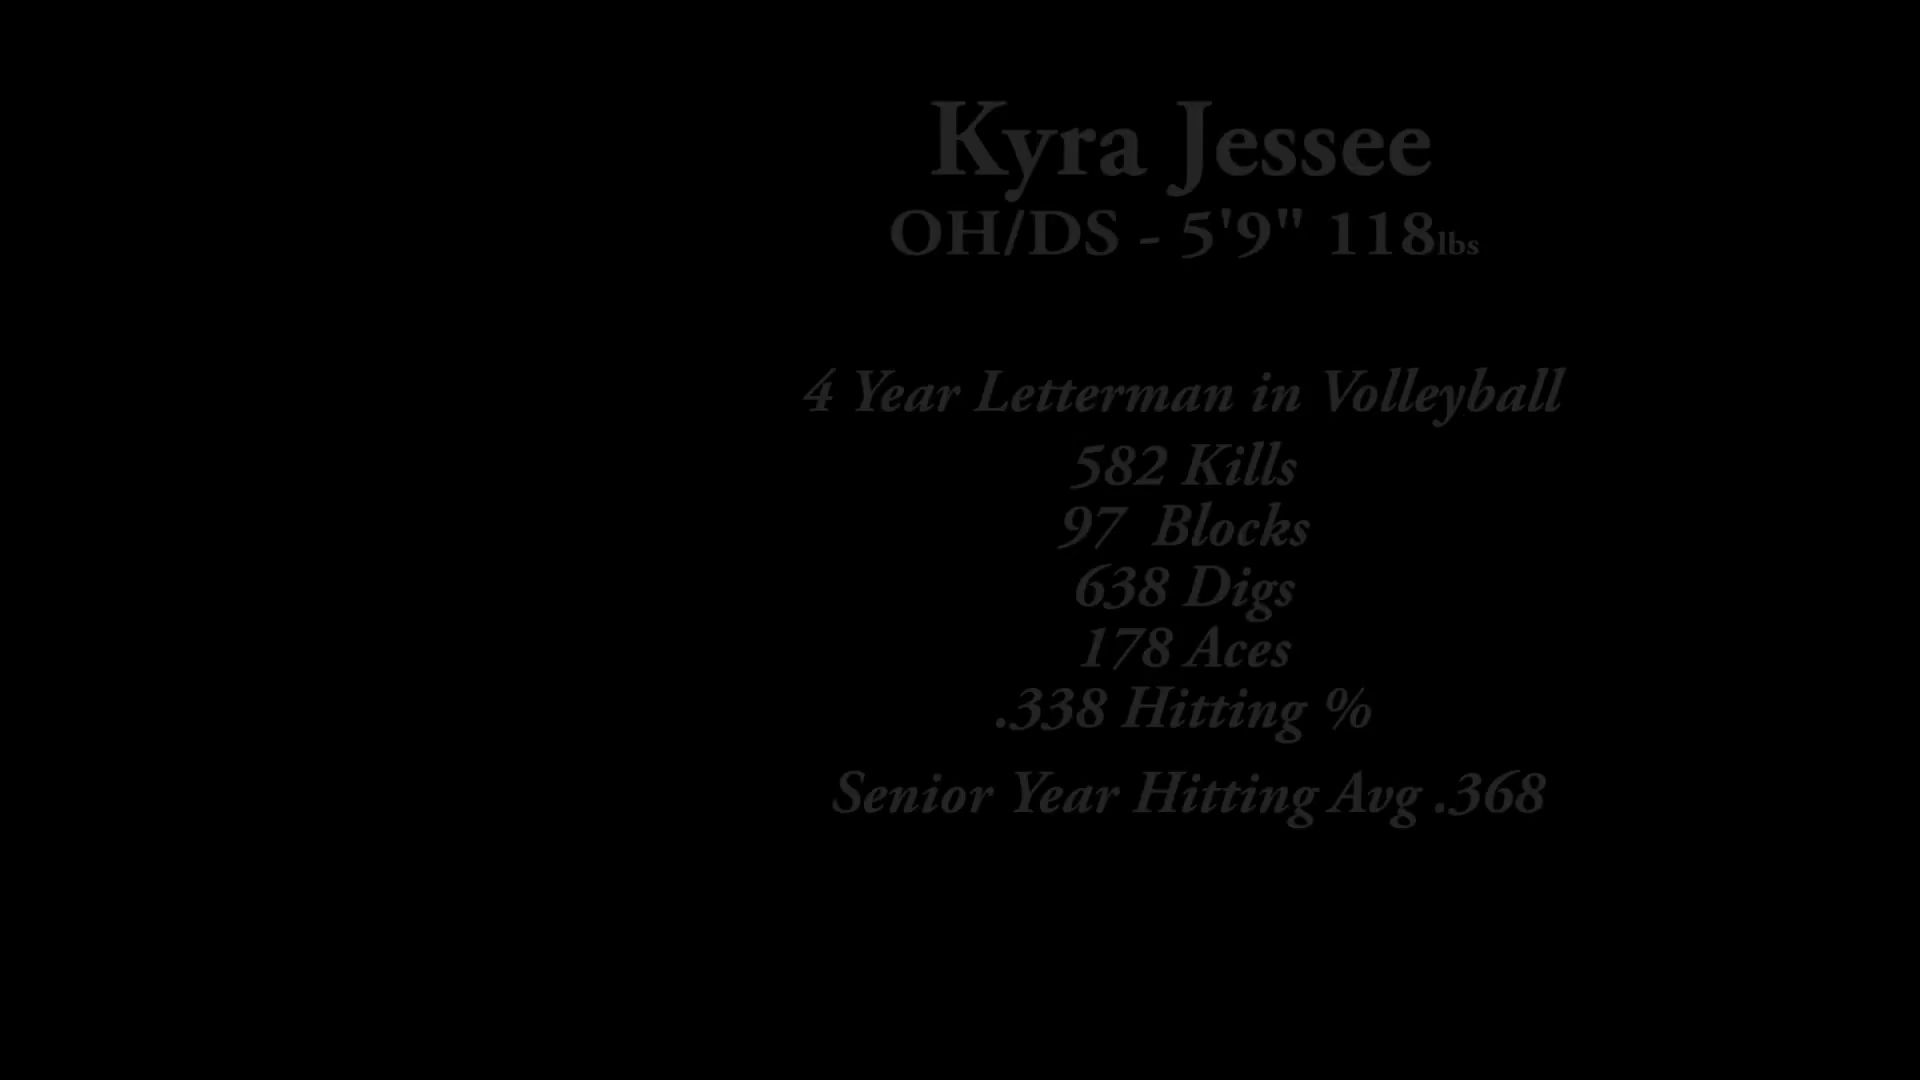 Kyra Jessee
OH/DS - 5'9" 118lbs
4 Year Letterman in Volleyball
582 Kills
97 Blocks
638 Digs
178 Aces
.338 Hitting %
Senior Year Hitting Avg .368